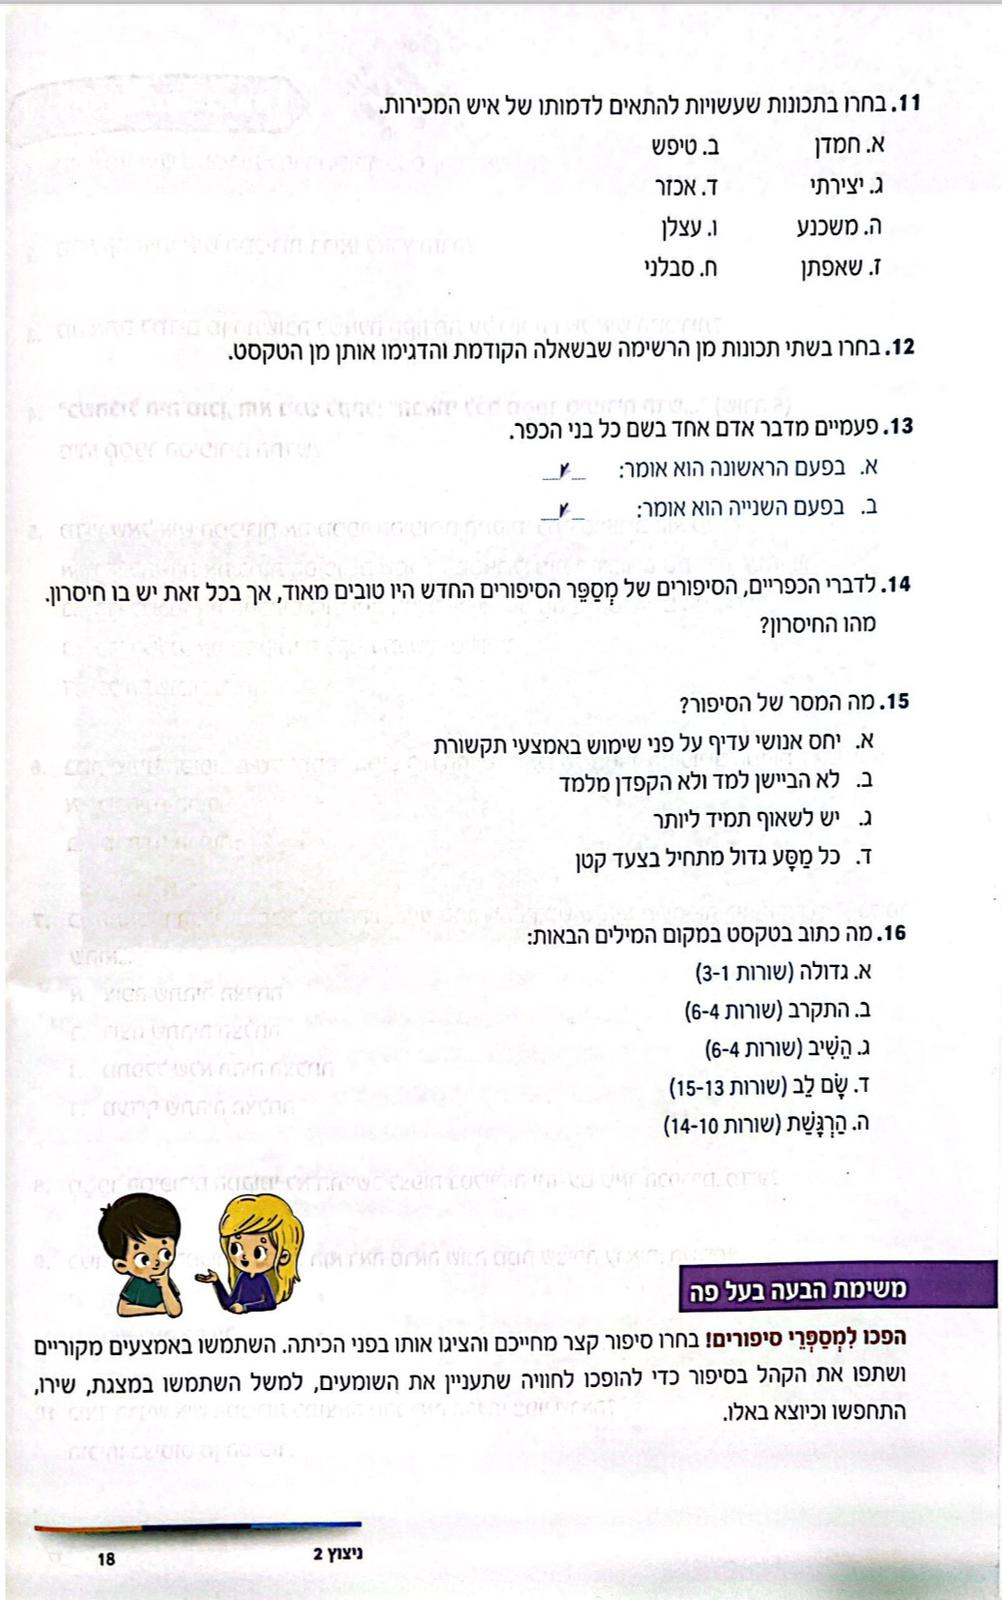 11. בחרו בתכונות שעשויות להתאים לדמותו של איש המכירות.
א. חמדן ב. טיפש
ג. יצירתי ד. אכזר
ה. משכנע ו. עצלן
ז. שאפתן ח. סבלני
12. בחרו בשתי תכונות מן הרשימה שבשאלה הקודמת והדגימו אותן מן הטקסט.
13. פעמיים מדבר אדם אחד בשם כל בני הכפר.
א. בפעם הראשונה הוא אומר:
ב. בפעם השנייה הוא אומר:
14. לדברי הכפריים, הסיפורים של מְסַפֵּר הסיפורים החדש היו טובים מאוד, אך בכל זאת יש בו חיסרון.
מהו החיסרון?
15. מה המסר של הסיפור?
א. יחס אנושי עדיף על פני שימוש באמצעי תקשורת
ב. לא הביישן למד ולא הקפדן מלמד
ג. יש לשאוף תמיד ליותר
ד. כל מַסָּע גדול מתחיל בצעד קטן
16. מה כתוב בטקסט במקום המילים הבאות:
א. גדולה (שורות 3-1)
ב. התקרב (שורות 6-4)
ג. הֵשִׁיב (שורות 6-4)
ד. שָׂם לֵב (שורות 15-13)
ה. הַרְגָּשַׁת (שורות 14-10)
משימת הבעה בעל פה
הפכו לִמְסַפְּרֵי סיפורים! בחרו סיפור קצר מחייכם והציגו אותו בפני הכיתה. השתמשו באמצעים מקוריים
ושתפו את הקהל בסיפור כדי להופכו לחוויה שתעניין את השומעים, למשל השתמשו במצגת, שירו,
התחפשו וכיוצא באלו.
ניצוץ 2
18